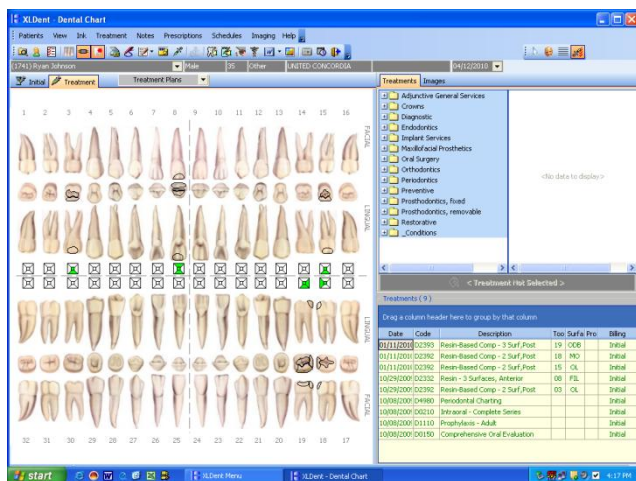 XLDent - Dental Chart
Patients View Ink Treatment Notes Prescriptions Schedules Imaging Help
(1741) Ryan Johnson Male 35 Other UNITED CONCORDIA 04/12/2010
Initial Treatment Treatment Plans
Treatments Images
Adjunctive General Services
Crowns
Diagnostic
Endodontics
Implant Services
Maxillofacial Prosthetics
Oral Surgery
Orthodontics
Periodontics
Preventive
Prosthodontics, fixed
Prosthodontics, removable
Restorative
_Conditions
<No data to display>
1 2 3 4 5 6 7 8 9 10 11 12 13 14 15 16
FACIAL
LINGUAL
LINGUAL
FACIAL
32 31 30 29 28 27 26 25 24 23 22 21 20 19 18 17
< Treatment Not Selected >
Treatments ( 9 )
Drag a column header here to group by that column
Date Code Description Too Surfa Pro Billing
01/11/2010 D2393 Resin-Based Comp - 3 Surf,Post 19 ODB Initial
01/11/2010 D2392 Resin-Based Comp - 2 Surf,Post 18 MO Initial
01/11/2010 D2392 Resin-Based Comp - 2 Surf,Post 15 OL Initial
10/29/2009 D2332 Resin - 3 Surfaces, Anterior 08 FIL Initial
10/29/2009 D2392 Resin-Based Comp - 2 Surf,Post 03 OL Initial
10/08/2009 D4980 Periodontal Charting Initial
10/08/2009 D0210 Intraoral - Complete Series Initial
10/08/2009 D1110 Prophylaxis - Adult Initial
10/08/2009 D0150 Comprehensive Oral Evaluation Initial
start XLDent Menu XLDent - Dental Chart 4:17 PM